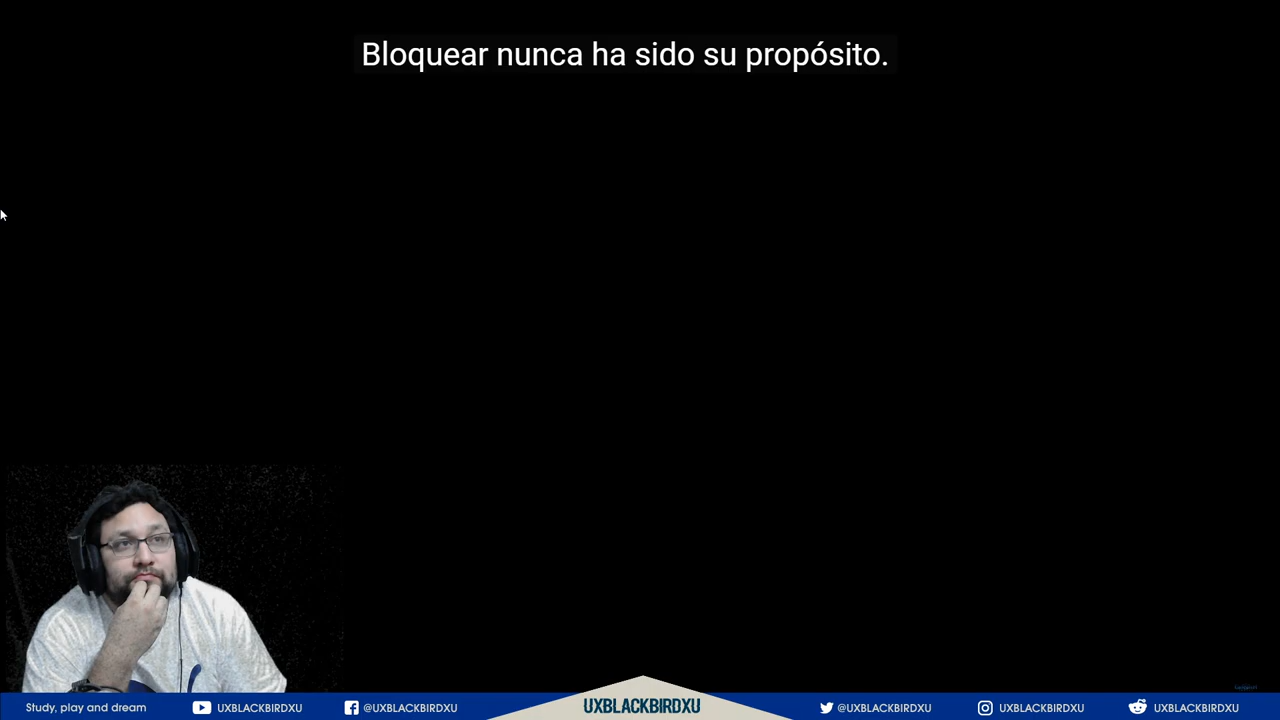 Bloquear nunca ha sido su propósito.
Study, play and dream
UXBLACKBIRDXU
@UXBLACKBIRDXU
UXBLACKBIRDXU
@UXBLACKBIRDXU
UXBLACKBIRDXU
UXBLACKBIRDXU